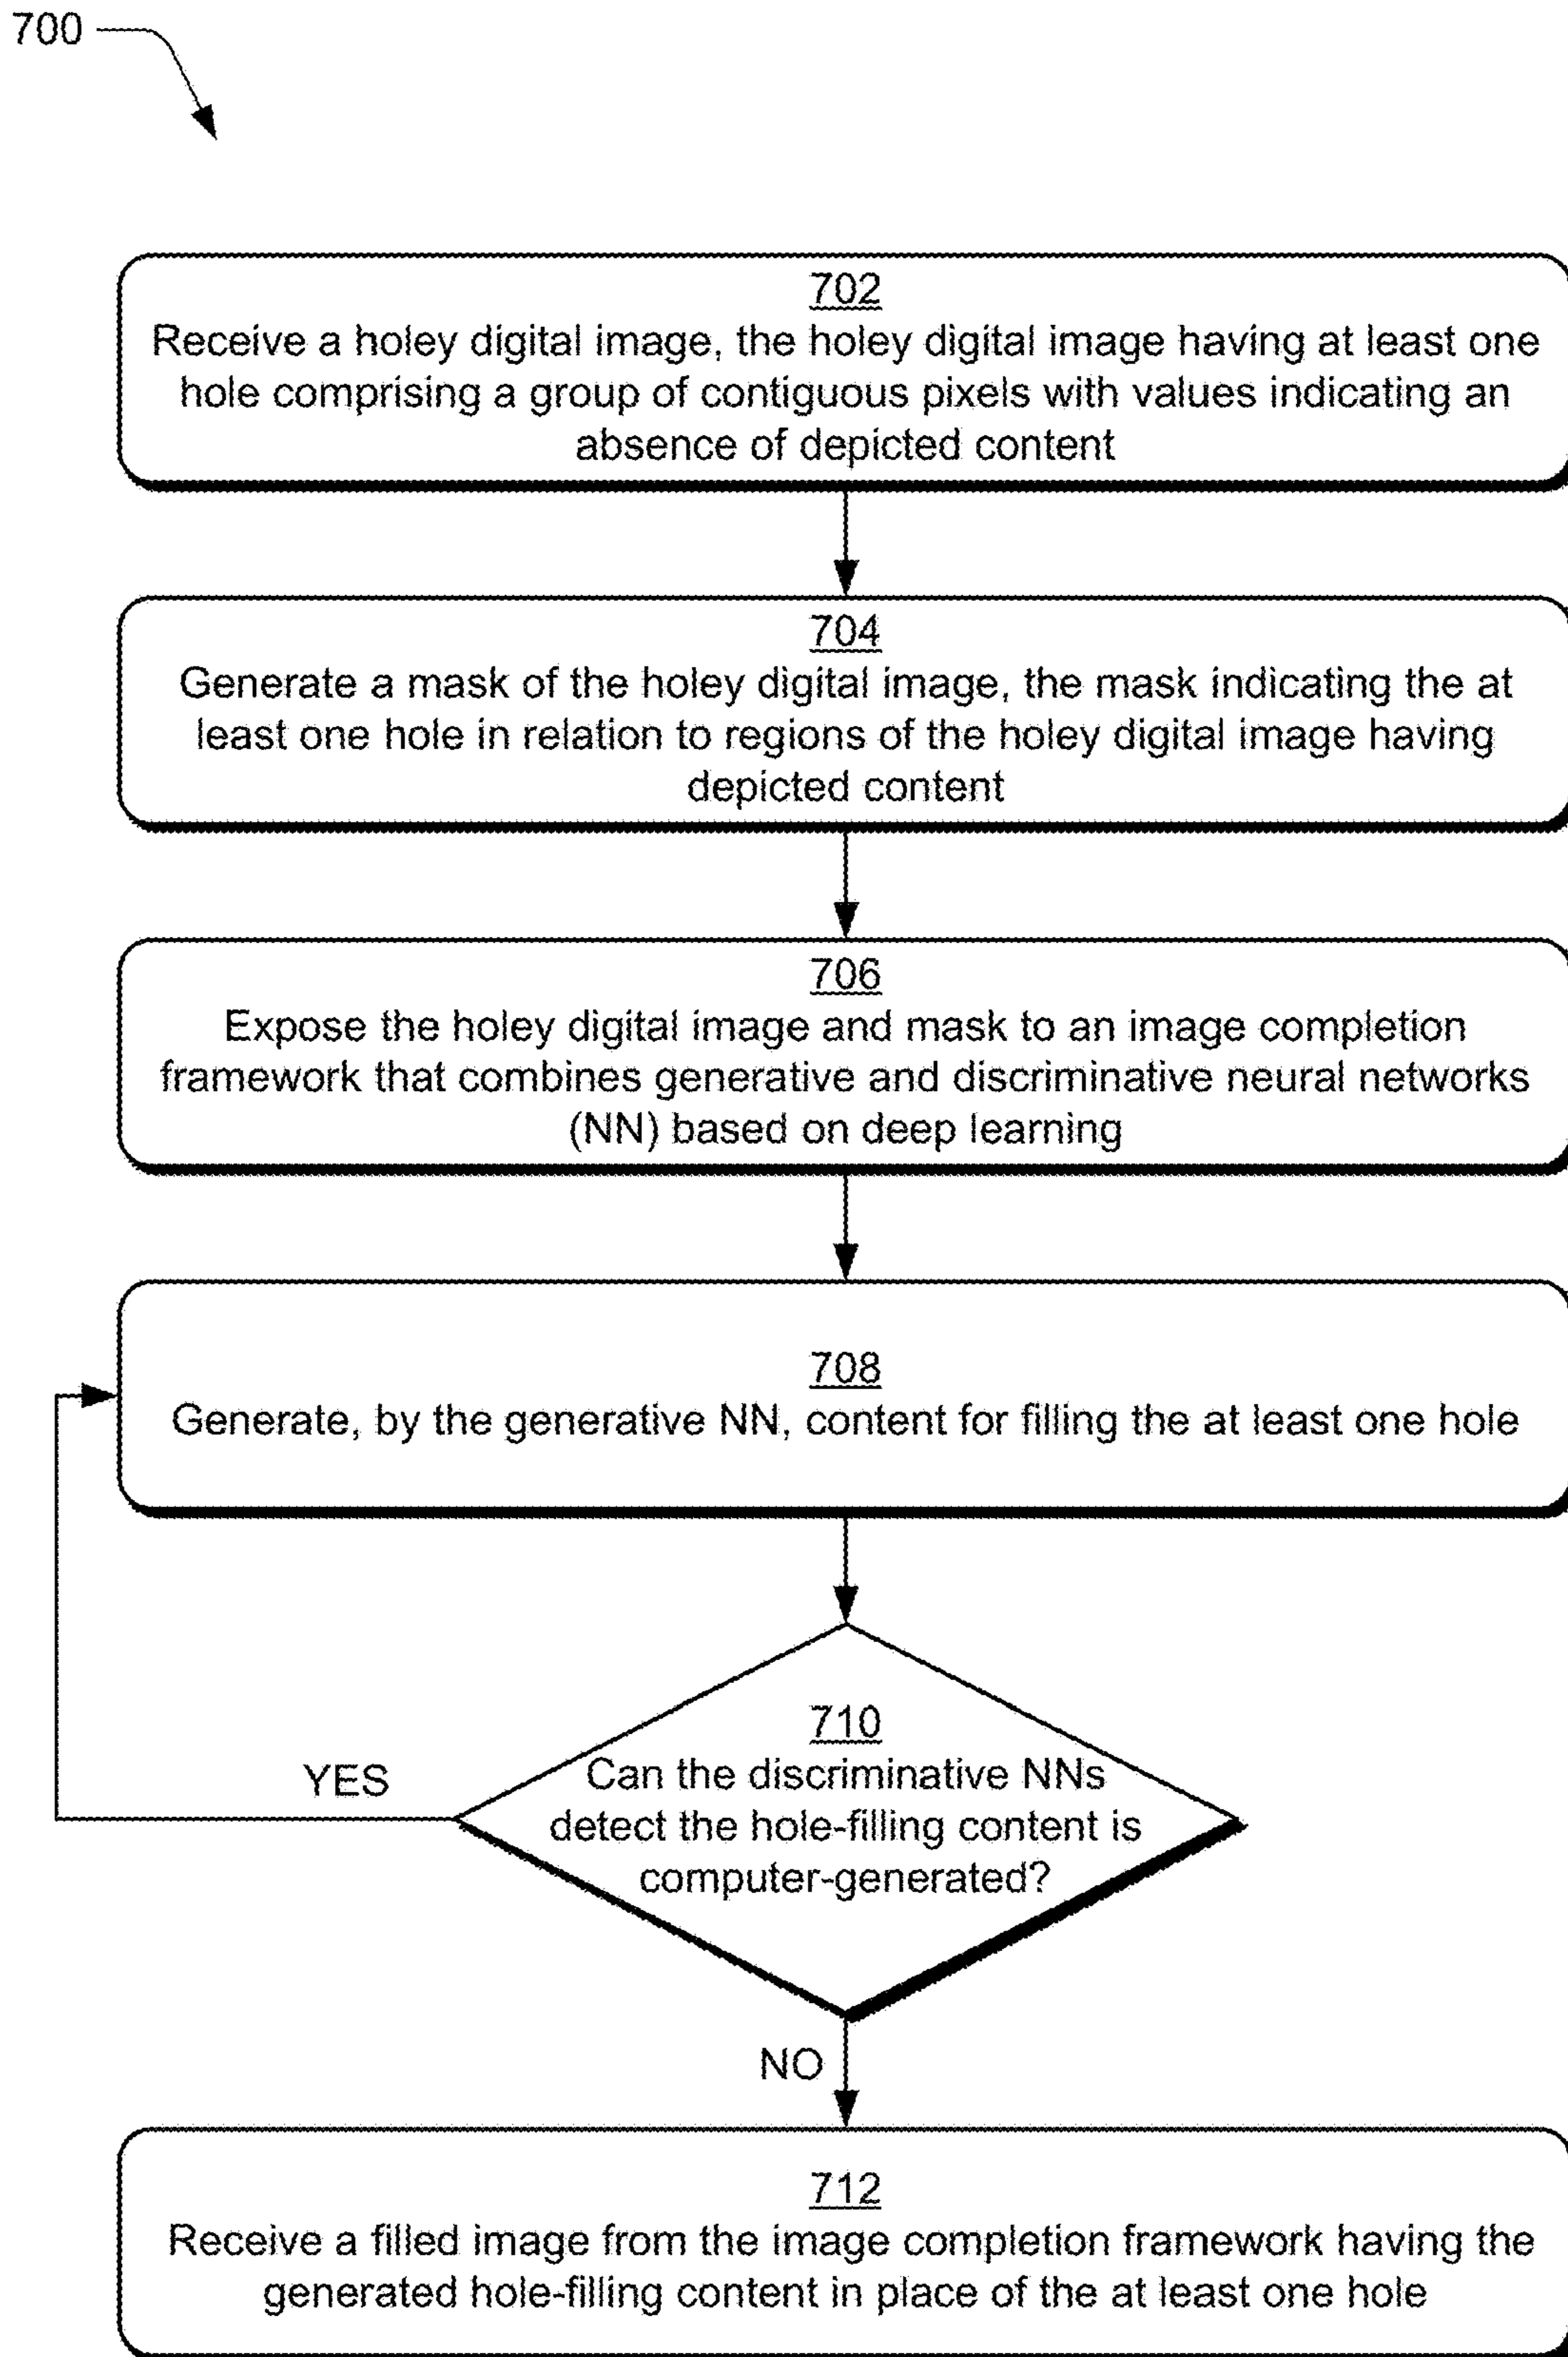 700
702
Receive a holey digital image, the holey digital image having at least one
hole comprising a group of contiguous pixels with values indicating an
absence of depicted content
704
Generate a mask of the holey digital image, the mask indicating the at
least one hole in relation to regions of the holey digital image having
depicted content
706
Expose the holey digital image and mask to an image completion
framework that combines generative and discriminative neural networks
(NN) based on deep learning
708
Generate, by the generative NN, content for filling the at least one hole
710
Can the discriminative NNs
detect the hole-filling content is
computer-generated?
YES
NO
712
Receive a filled image from the image completion framework having the
generated hole-filling content in place of the at least one hole